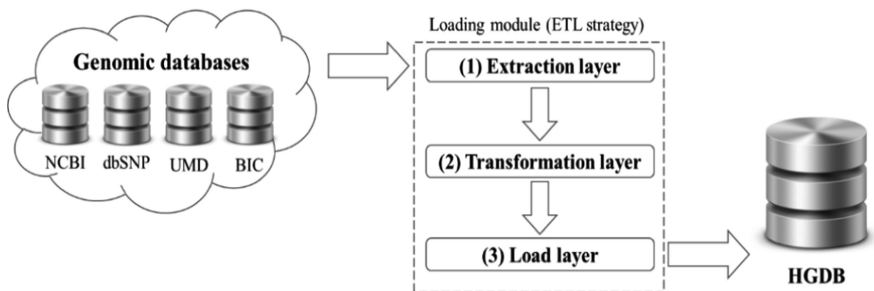 Loading module (ETL strategy)
Genomic databases
NCBI dbSNP UMD BIC
(1) Extraction layer
(2) Transformation layer
(3) Load layer
HGDB